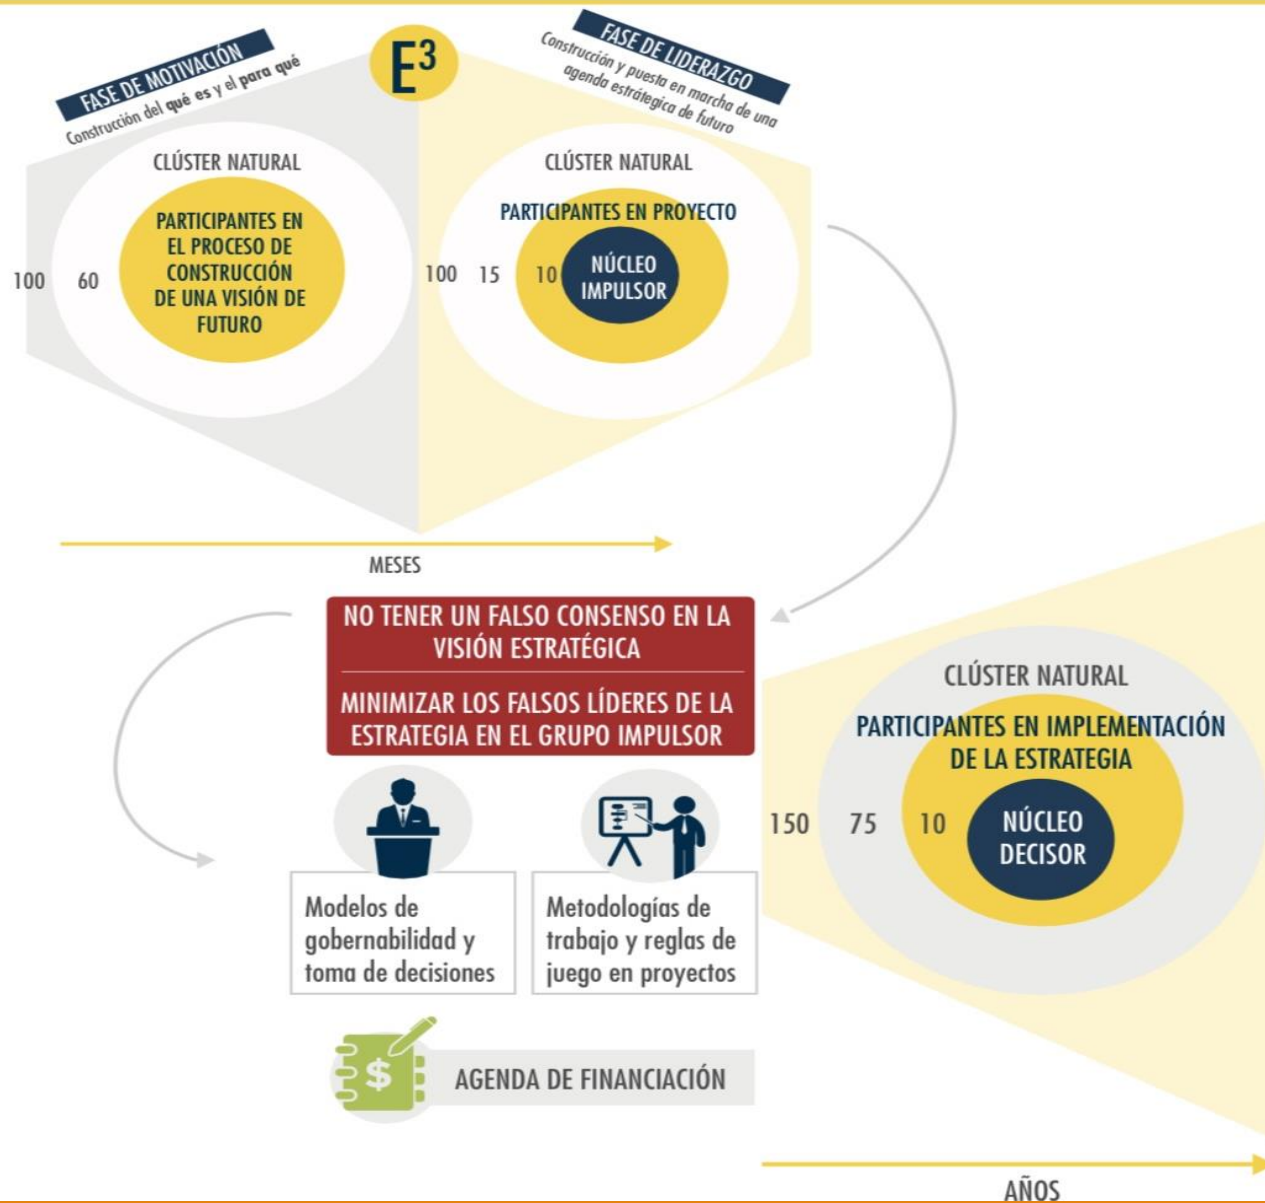 FASE DE MOTIVACIÓN
Construcción del qué es y el para qué
E³
FASE DE LIDERAZGO
Construcción y puesta en marcha de una
agenda estrátegica de futuro
CLÚSTER NATURAL
PARTICIPANTES EN
EL PROCESO DE
CONSTRUCCIÓN
DE UNA VISIÓN DE
FUTURO
100
60
CLÚSTER NATURAL
PARTICIPANTES EN PROYECTO
NÚCLEO
IMPULSOR
100
15
10
MESES
NO TENER UN FALSO CONSENSO EN LA
VISIÓN ESTRATÉGICA
MINIMIZAR LOS FALSOS LÍDERES DE LA
ESTRATEGIA EN EL GRUPO IMPULSOR
Modelos de
gobernabilidad y
toma de decisiones
Metodologías de
trabajo y reglas de
juego en proyectos
$
AGENDA DE FINANCIACIÓN
CLÚSTER NATURAL
PARTICIPANTES EN IMPLEMENTACIÓN
DE LA ESTRATEGIA
150
75
10
NÚCLEO
DECISOR
AÑOS